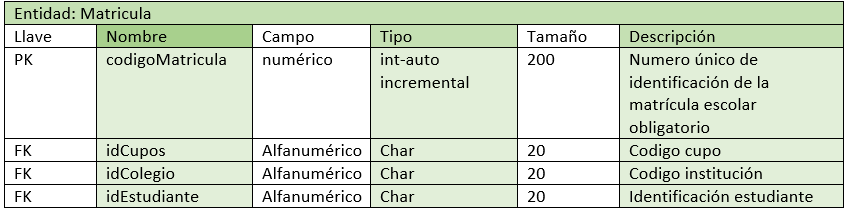 Entidad: Matricula
Llave Nombre Campo Tipo Tamaño Descripción
PK codigoMatricula numérico int-auto incremental 200 Numero único de identificación de la matrícula escolar obligatorio
FK idCupos Alfanumérico Char 20 Codigo cupo
FK idColegio Alfanumérico Char 20 Codigo institución
FK idEstudiante Alfanumérico Char 20 Identificación estudiante